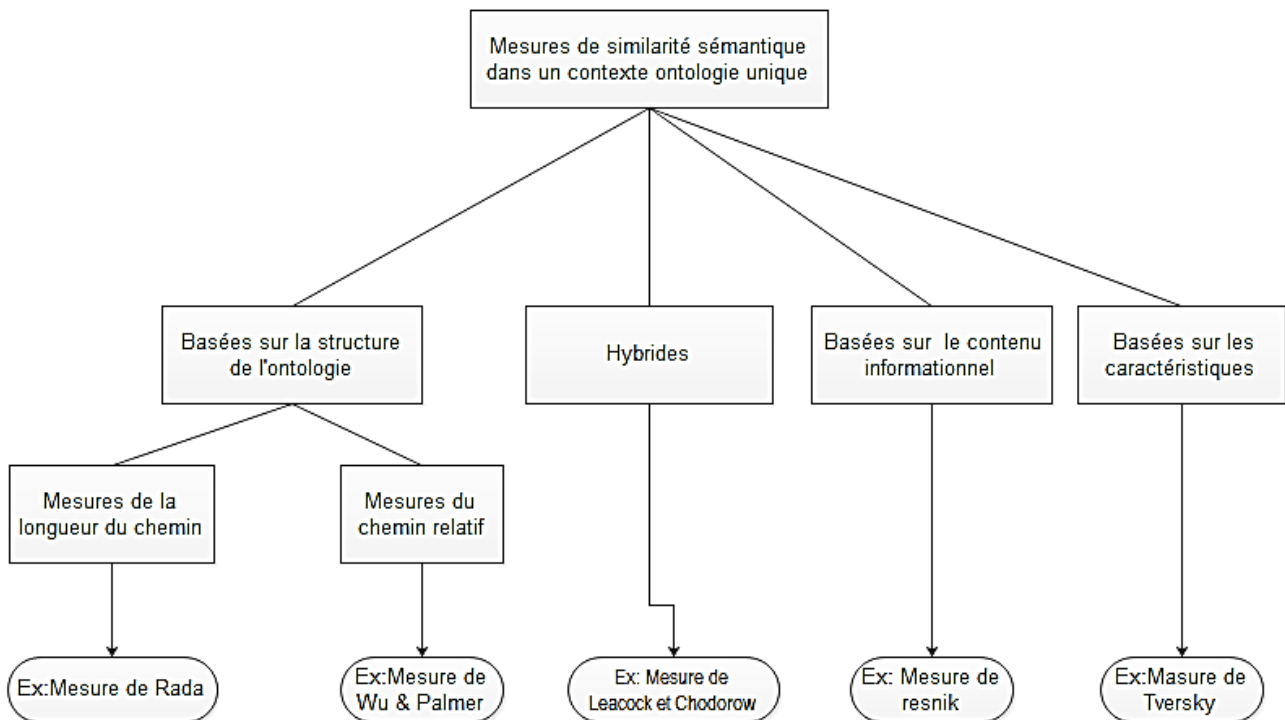 Mesures de similarité sémantique
dans un contexte ontologie unique
Basées sur la structure
de l'ontologie
Hybrides
Basées sur le contenu
informationnel
Basées sur les
caractéristiques
Mesures de la
longueur du chemin
Mesures du
chemin relatif
Ex:Mesure de Rada
Ex:Mesure de
Wu & Palmer
Ex: Mesure de
Leacock et Chodorow
Ex: Mesure de
resnik
Ex:Masure de
Tversky